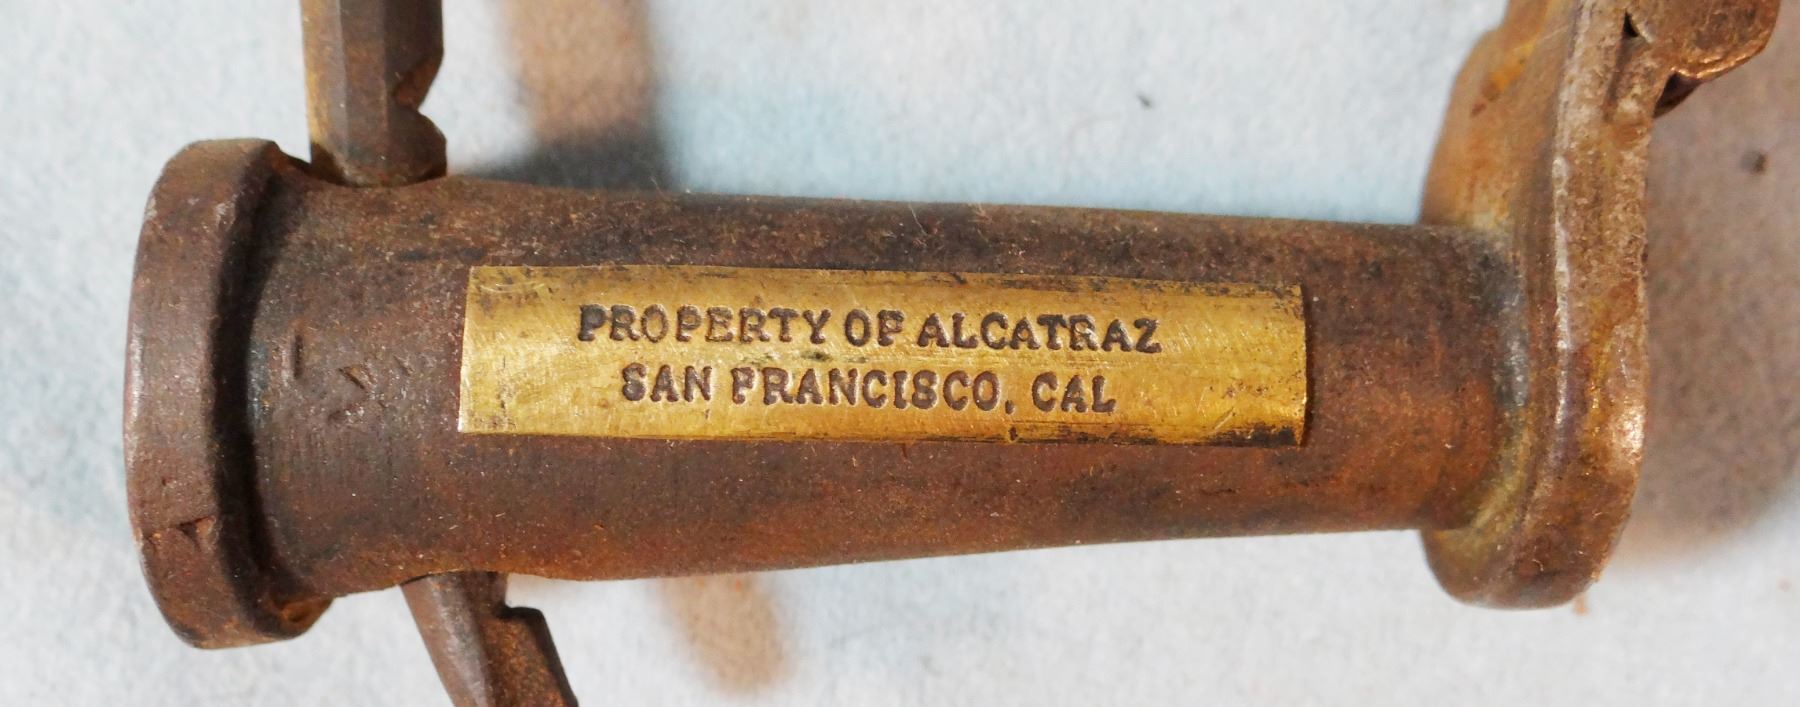 PROPERTY OF ALCATRAZ
SAN FRANCISCO, CAL